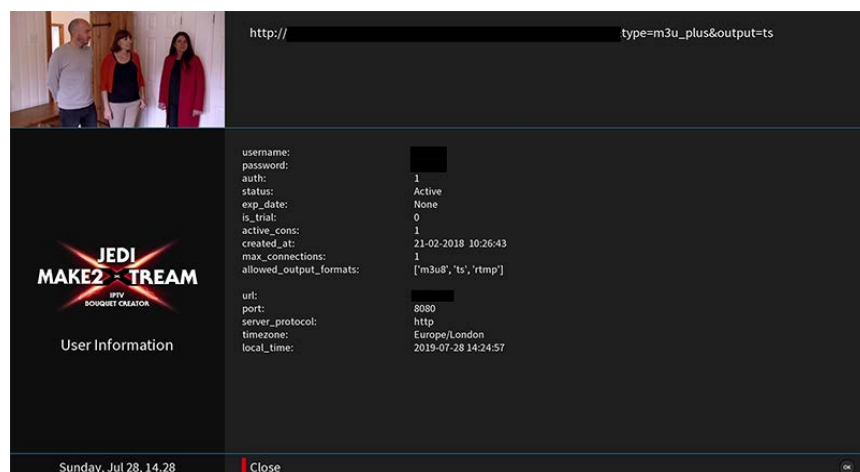 http:// type=m3u_plus&output=ts
username:
password:
auth: 1
status: Active
exp_date: None
is_trial: 0
active_cons: 1
created_at: 21-02-2018 10:26:43
max_connections: 1
allowed_output_formats: ['m3u8', 'ts', 'rtmp']
url:
port: 8080
server_protocol: http
timezone: Europe/London
local_time: 2019-07-28 14:24:57
JEDI
MAKE2XTREAM
IPTV
BOUQUET CREATOR
User Information
Sunday, Jul 28, 14.28
Close
OK